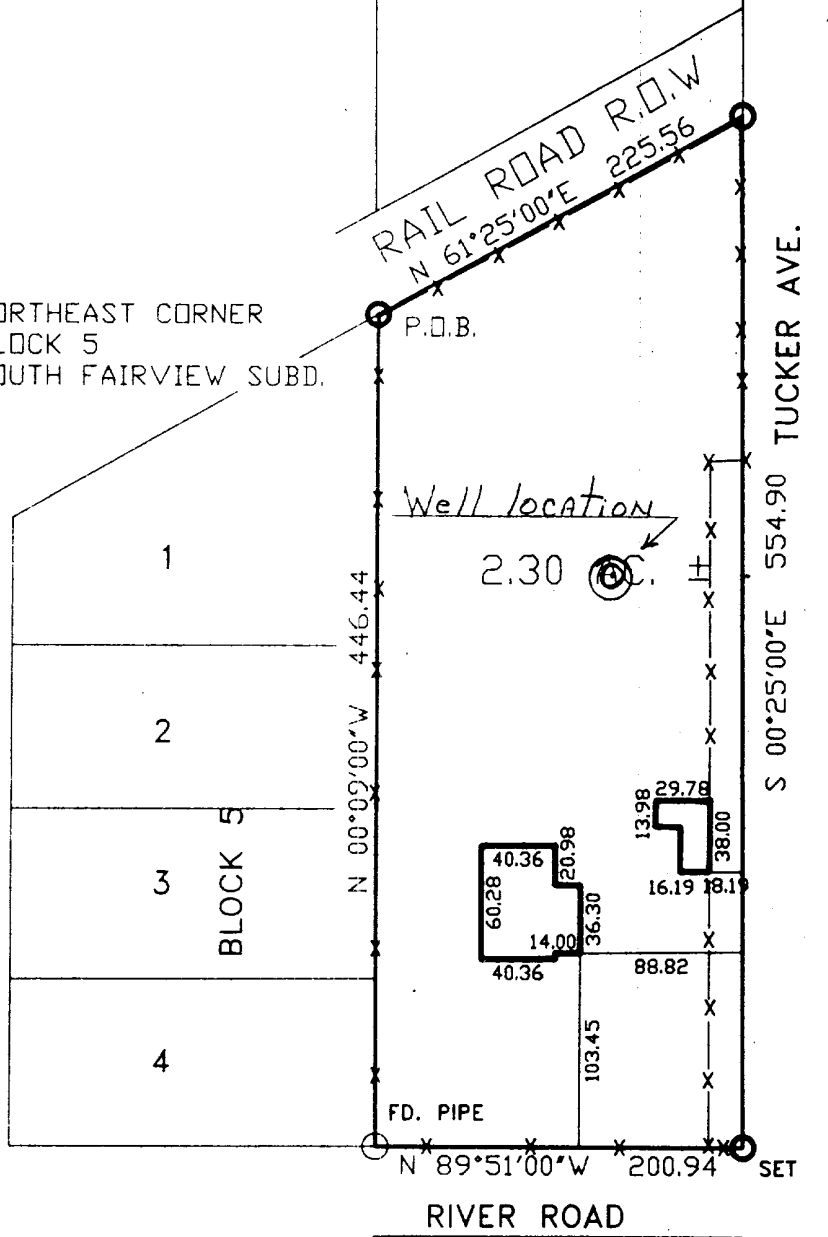 RAIL ROAD R.O.W
N 61°25'00"E 225.56
ORTHEAST CORNER
LOCK 5
OUTH FAIRVIEW SUBD.
P.O.B.
TUCKER AVE.
S 00°25'00"E 554.90
Well location
2.30 AC. ±
N 00°09'00"W 446.44
1
2
3
4
BLOCK 5
29.78
13.98
38.00
16.19 18.19
40.36
20.98
60.28
36.30
14.00
40.36
88.82
103.45
FD. PIPE
N 89°51'00"W 200.94
SET
RIVER ROAD